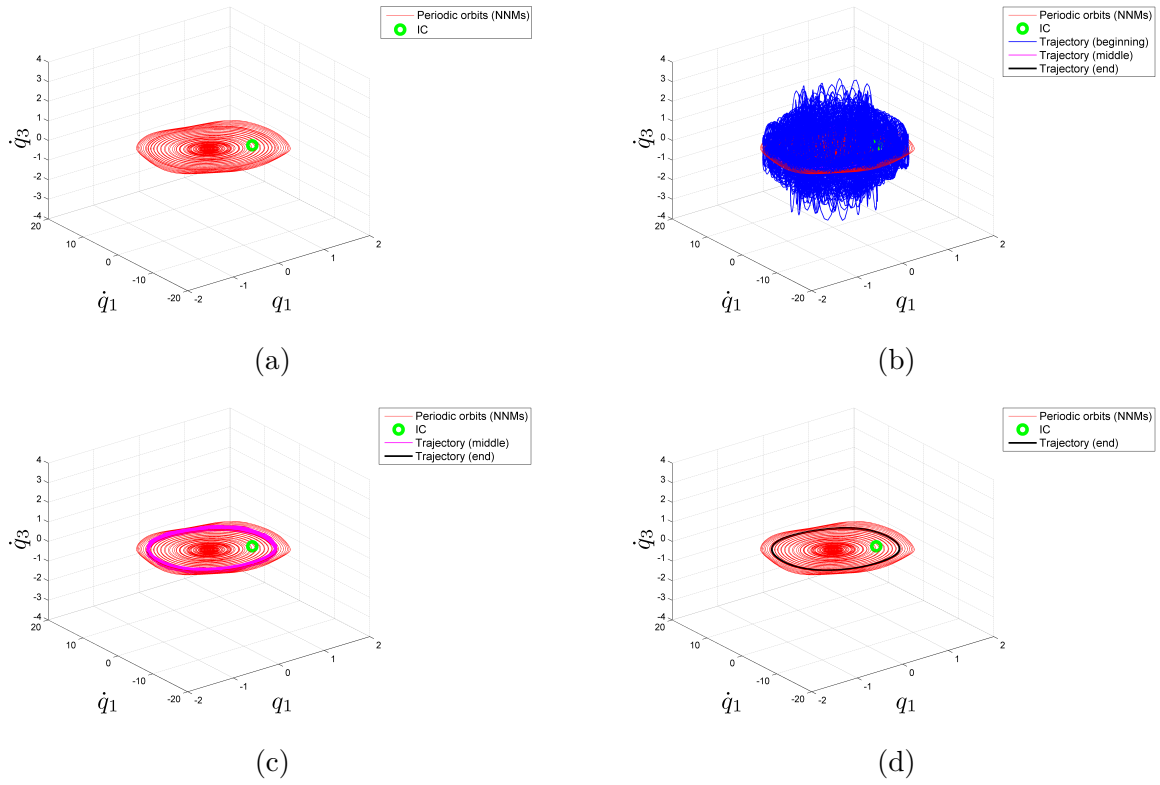 Periodic orbits (NNMs)
IC
4
3
2
1
0
-1
-2
-3
-4
q̇₃
20
10
0
-10
-20
q̇₁
-2
-1
0
1
2
q₁
(a)
Periodic orbits (NNMs)
IC
Trajectory (beginning)
Trajectory (middle)
Trajectory (end)
4
3
2
1
0
-1
-2
-3
-4
q̇₃
20
10
0
-10
-20
q̇₁
-2
-1
0
1
2
q₁
(b)
Periodic orbits (NNMs)
IC
Trajectory (middle)
Trajectory (end)
4
3
2
1
0
-1
-2
-3
-4
q̇₃
20
10
0
-10
-20
q̇₁
-2
-1
0
1
2
q₁
(c)
Periodic orbits (NNMs)
IC
Trajectory (end)
4
3
2
1
0
-1
-2
-3
-4
q̇₃
20
10
0
-10
-20
q̇₁
-2
-1
0
1
2
q₁
(d)